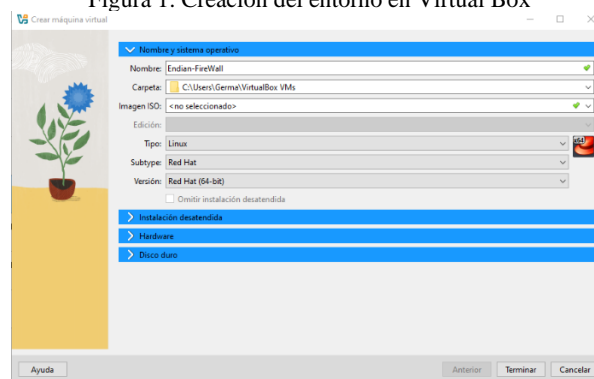 Figura 1. Creación del entorno en Virtual Box
Crear máquina virtual
Nombre y sistema operativo
Nombre: Endian-FireWall
Carpeta: C:\Users\Germa\VirtualBox VMs
Imagen ISO: <no seleccionado>
Edición:
Tipo: Linux
Subtype: Red Hat
Versión: Red Hat (64-bit)
Omitir instalación desatendida
Instalación desatendida
Hardware
Disco duro
Ayuda Anterior Terminar Cancelar